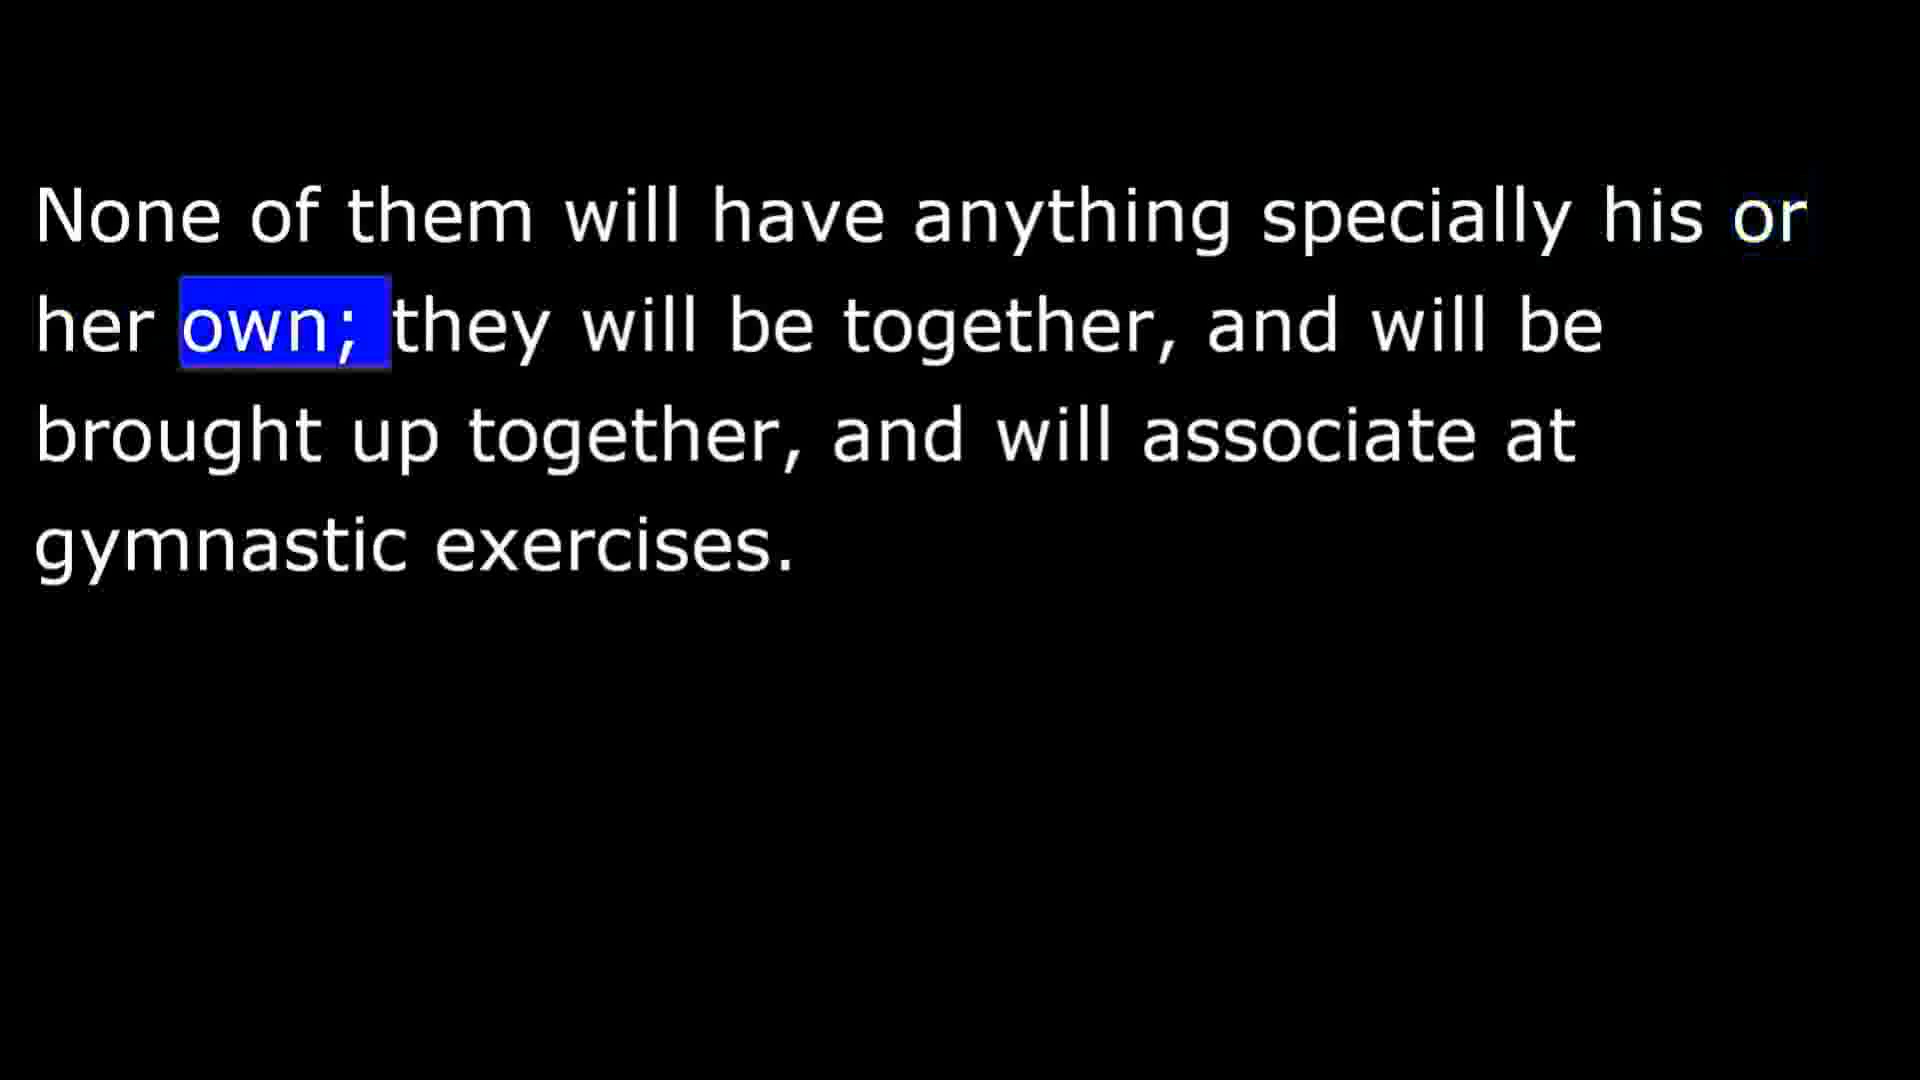 None of them will have anything specially his or
her own; they will be together, and will be
brought up together, and will associate at
gymnastic exercises.